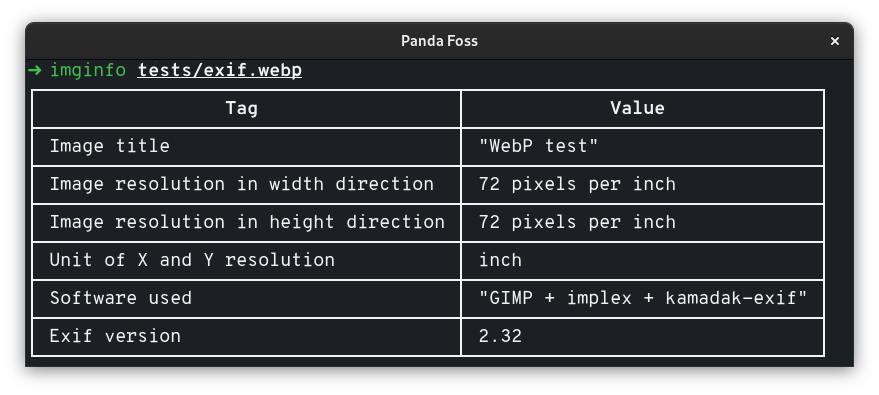 Panda Foss
×
→ imginfo tests/exif.webp
Tag Value
Image title "WebP test"
Image resolution in width direction 72 pixels per inch
Image resolution in height direction 72 pixels per inch
Unit of X and Y resolution inch
Software used "GIMP + implex + kamadak-exif"
Exif version 2.32